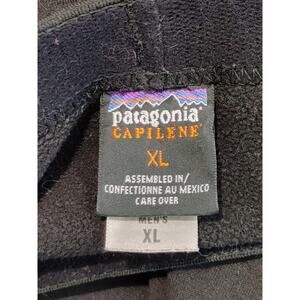 patagonia®
CAPILENE®
XL
ASSEMBLED IN/
CONFECTIONNE AU MEXICO
CARE OVER
MEN'S
XL